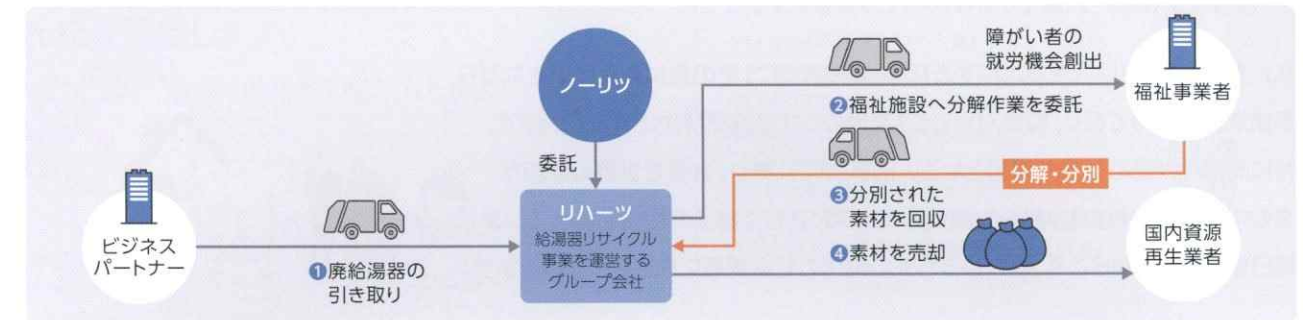 ノーリツ
委託
ビジネス
パートナー
❶廃給湯器の
引き取り
リハーツ
給湯器リサイクル
事業を運営する
グループ会社
障がい者の
就労機会創出
❷福祉施設へ分解作業を委託
福祉事業者
分解・分別
❸分別された
素材を回収
❹素材を売却
国内資源
再生業者